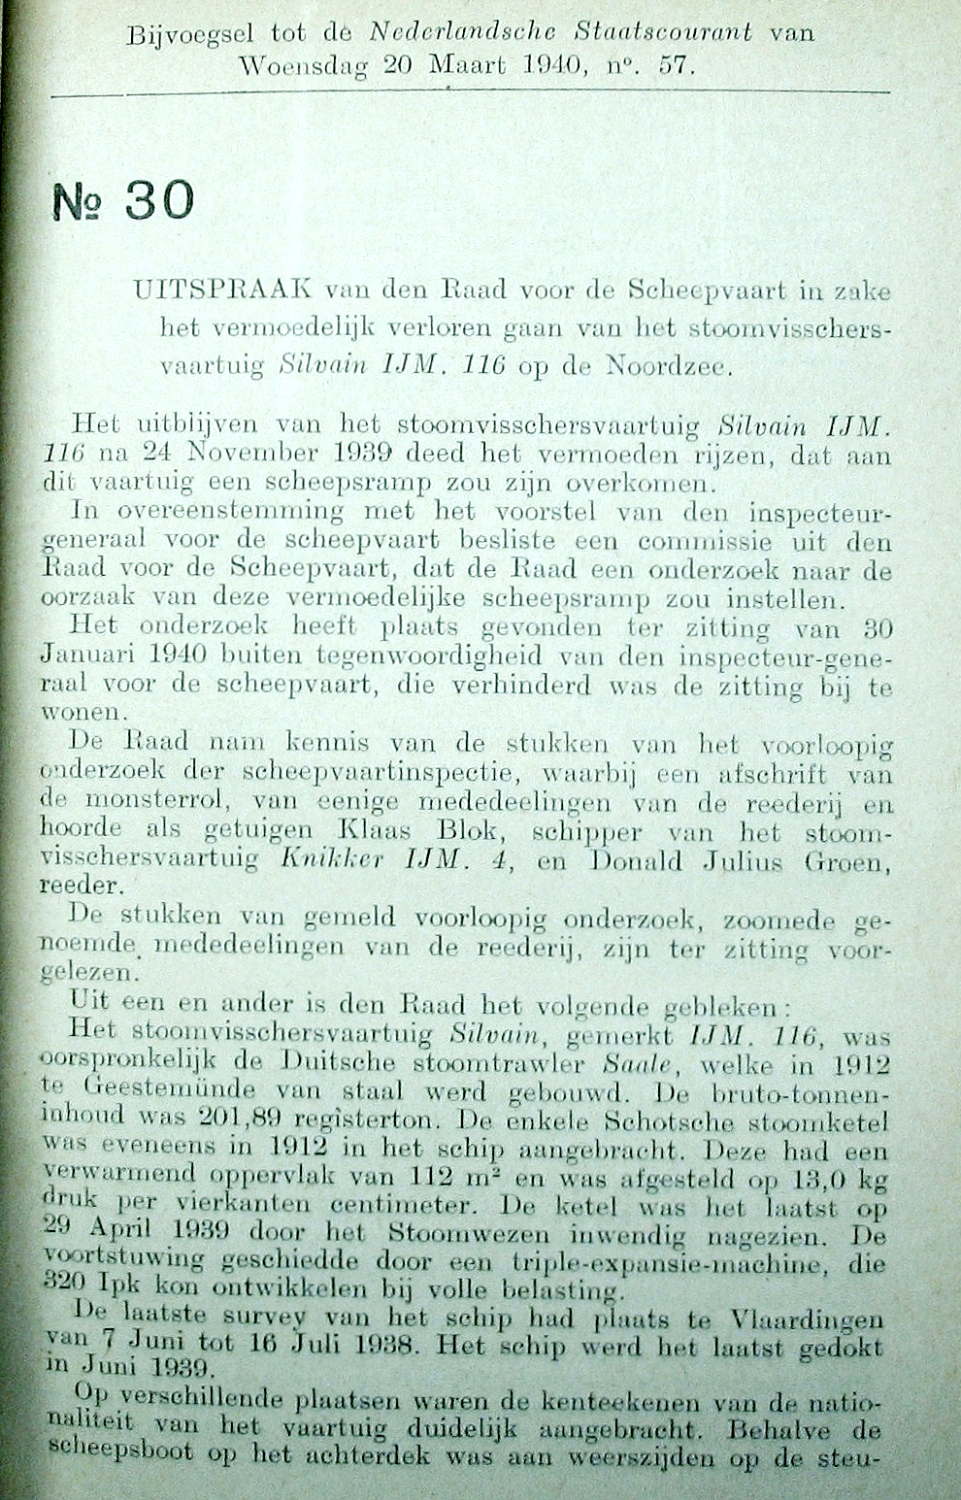 Bijvoegsel tot de Nederlandsche Staatscourant van
Woensdag 20 Maart 1940, nº. 57.
№ 30
UITSPRAAK van den Raad voor de Scheepvaart in zake
het vermoedelijk verloren gaan van het stoomvisschers-
vaartuig Silvain IJM. 116 op de Noordzee.
Het uitblijven van het stoomvisschersvaartuig Silvain IJM.
116 na 24 November 1939 deed het vermoeden rijzen, dat aan
dit vaartuig een scheepsramp zou zijn overkomen.
In overeenstemming met het voorstel van den inspecteur-
generaal voor de scheepvaart besliste een commissie uit den
Raad voor de Scheepvaart, dat de Raad een onderzoek naar de
oorzaak van deze vermoedelijke scheepsramp zou instellen.
Het onderzoek heeft plaats gevonden ter zitting van 30
Januari 1940 buiten tegenwoordigheid van den inspecteur-gene-
raal voor de scheepvaart, die verhinderd was de zitting bij te
wonen.
De Raad nam kennis van de stukken van het voorloopig
onderzoek der scheepvaartinspectie, waarbij een afschrift van
de monsterrol, van eenige mededeelingen van de reederij en
hoorde als getuigen Klaas Blok, schipper van het stoom-
visschersvaartuig Knikker IJM. 4, en Donald Julius Groen,
reeder.
De stukken van gemeld voorloopig onderzoek, zoomede ge-
noemde mededeelingen van de reederij, zijn ter zitting voor-
gelezen.
Uit een en ander is den Raad het volgende gebleken:
Het stoomvisschersvaartuig Silvain, gemerkt IJM. 116, was
oorspronkelijk de Duitsche stoomtrawler Saale, welke in 1912
te Geestemünde van staal werd gebouwd. De bruto-tonnen-
inhoud was 201,89 registerton. De enkele Schotsche stoomketel
was eveneens in 1912 in het schip aangebracht. Deze had een
verwarmend oppervlak van 112 m² en was afgesteld op 13,0 kg
druk per vierkanten centimeter. De ketel was het laatst op
29 April 1939 door het Stoomwezen inwendig nagezien. De
voortstuwing geschiedde door een triple-expansie-machine, die
320 Ipk kon ontwikkelen bij volle belasting.
De laatste survey van het schip had plaats te Vlaardingen
van 7 Juni tot 16 Juli 1938. Het schip werd het laatst gedokt
in Juni 1939.
Op verschillende plaatsen waren de kenteekenen van de natio-
naliteit van het vaartuig duidelijk aangebracht. Behalve de
scheepsboot op het achterdek was aan weerszijden op de steu-